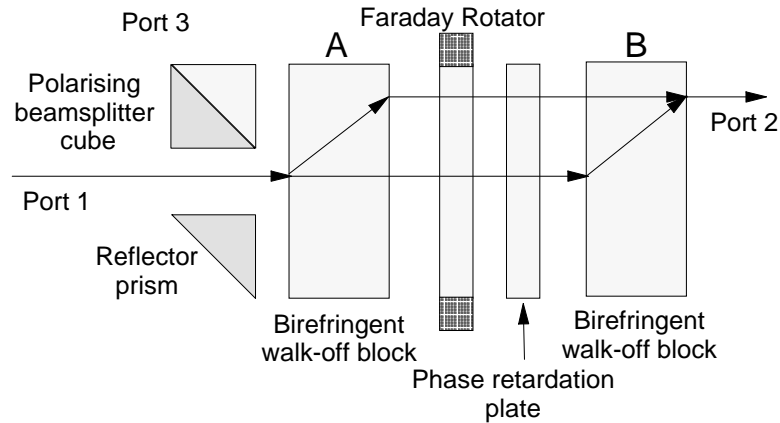 Port 3
Faraday Rotator
A
B
Polarising
beamsplitter
cube
Port 2
Port 1
Reflector
prism
Birefringent
walk-off block
Birefringent
walk-off block
Phase retardation
plate